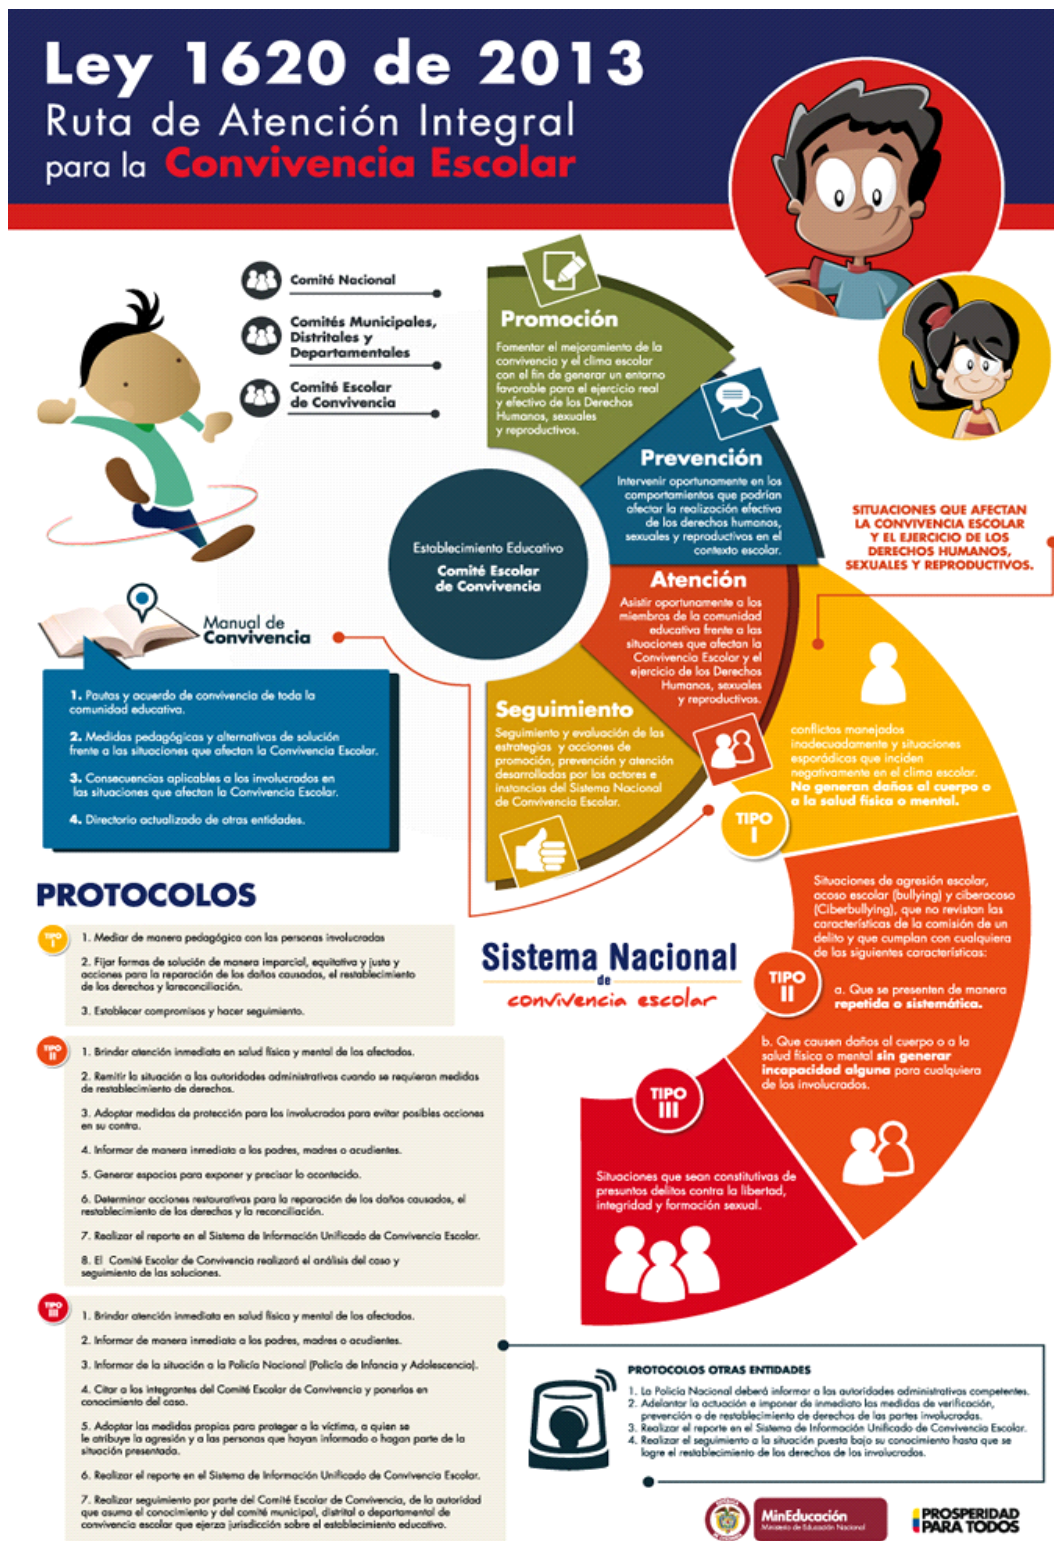 Ley 1620 de 2013
Ruta de Atención Integral
para la Convivencia Escolar
Comité Nacional
Comités Municipales,
Distritales y
Departamentales
Comité Escolar
de Convivencia
Promoción
Fomentar el mejoramiento de la
convivencia y el clima escolar
con el fin de generar un entorno
favorable para el ejercicio real
y efectivo de los Derechos
Humanos, sexuales
y reproductivos.
Prevención
Intervenir oportunamente en los
comportamientos que podrían
afectar la realización efectiva
de los derechos humanos,
sexuales y reproductivos en el
contexto escolar.
Establecimiento Educativo
Comité Escolar
de Convivencia
Atención
Asistir oportunamente a los
miembros de la comunidad
educativa frente a las
situaciones que afectan la
Convivencia Escolar y el
ejercicio de los Derechos
Humanos, sexuales
y reproductivos.
Seguimiento
Seguimiento y evaluación de las
estrategias y acciones de
promoción, prevención y atención
desarrolladas por los actores e
instancias del Sistema Nacional
de Convivencia Escolar.
SITUACIONES QUE AFECTAN
LA CONVIVENCIA ESCOLAR
Y EL EJERCICIO DE LOS
DERECHOS HUMANOS,
SEXUALES Y REPRODUCTIVOS.
Manual de
Convivencia
1. Pautas y acuerdo de convivencia de toda la
comunidad educativa.
2. Medidas pedagógicas y alternativas de solución
frente a las situaciones que afectan la Convivencia Escolar.
3. Consecuencias aplicables a los involucrados en
las situaciones que afectan la Convivencia Escolar.
4. Directorio actualizado de otras entidades.
TIPO
I
conflictos manejados
inadecuadamente y situaciones
esporádicas que inciden
negativamente en el clima escolar.
No generan daños al cuerpo o
a la salud física o mental.
TIPO
II
Situaciones de agresión escolar,
acoso escolar (bullying) y ciberacoso
(Ciberbullying), que no revistan las
características de la comisión de un
delito y que cumplan con cualquiera
de las siguientes características:
a. Que se presenten de manera
repetida o sistemática.
b. Que causen daños al cuerpo o a la
salud física o mental sin generar
incapacidad alguna para cualquiera
de los involucrados.
TIPO
III
Situaciones que sean constitutivas de
presuntos delitos contra la libertad,
integridad y formación sexual.
Sistema Nacional
de
convivencia escolar
PROTOCOLOS
TIPO
I
1. Mediar de manera pedagógica con las personas involucradas
2. Fijar formas de solución de manera imparcial, equitativa y justa y
acciones para la reparación de los daños causados, el restablecimiento
de los derechos y lareconciliación.
3. Establecer compromisos y hacer seguimiento.
TIPO
II
1. Brindar atención inmediata en salud física y mental de los afectados.
2. Remitir la situación a las autoridades administrativas cuando se requieran medidas
de restablecimiento de derechos.
3. Adoptar medidas de protección para los involucrados para evitar posibles acciones
en su contra.
4. Informar de manera inmediata a los padres, madres o acudientes.
5. Generar espacios para exponer y precisar lo acontecido.
6. Determinar acciones restaurativas para la reparación de los daños causados, el
restablecimiento de los derechos y la reconciliación.
7. Realizar el reporte en el Sistema de Información Unificado de Convivencia Escolar.
8. El Comité Escolar de Convivencia realizará el análisis del caso y
seguimiento de las soluciones.
TIPO
III
1. Brindar atención inmediata en salud física y mental de los afectados.
2. Informar de manera inmediata a los padres, madres o acudientes.
3. Informar de la situación a la Policía Nacional (Policía de Infancia y Adolescencia).
4. Citar a los integrantes del Comité Escolar de Convivencia y ponerlos en
conocimiento del caso.
5. Adoptar las medidas propias para proteger a la víctima, a quien se
le atribuye la agresión y a las personas que hayan informado o hagan parte de la
situación presentada.
6. Realizar el reporte en el Sistema de Información Unificado de Convivencia Escolar.
7. Realizar seguimiento por parte del Comité Escolar de Convivencia, de la autoridad
que asuma el conocimiento y del comité municipal, distrital o departamental de
convivencia escolar que ejerza jurisdicción sobre el establecimiento educativo.
PROTOCOLOS OTRAS ENTIDADES
1. La Policía Nacional deberá informar a las autoridades administrativas competentes.
2. Adelantar la actuación e imponer de inmediato las medidas de verificación,
prevención o de restablecimiento de derechos de las partes involucradas.
3. Realizar el reporte en el Sistema de Información Unificado de Convivencia Escolar.
4. Realizar el seguimiento a la situación puesta bajo su conocimiento hasta que se
logre el restablecimiento de los derechos de los involucrados.
MinEducación
Ministerio de Educación Nacional
PROSPERIDAD
PARA TODOS